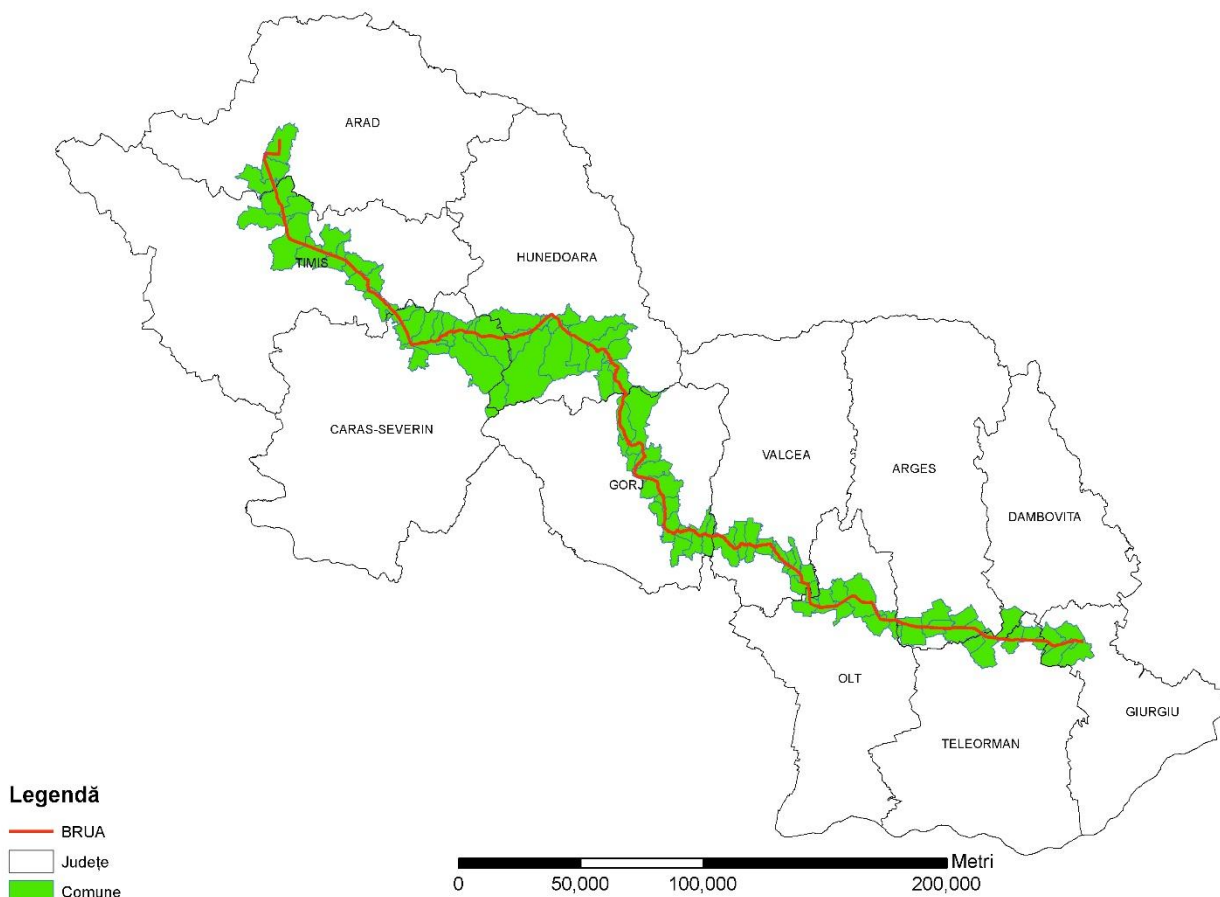 ARAD
HUNEDOARA
TIMIS
CARAS-SEVERIN
VALCEA
ARGES
GORJ
DAMBOVITA
OLT
GIURGIU
TELEORMAN
Legendă
BRUA
Județe
Comune
Metri
0 50,000 100,000 200,000